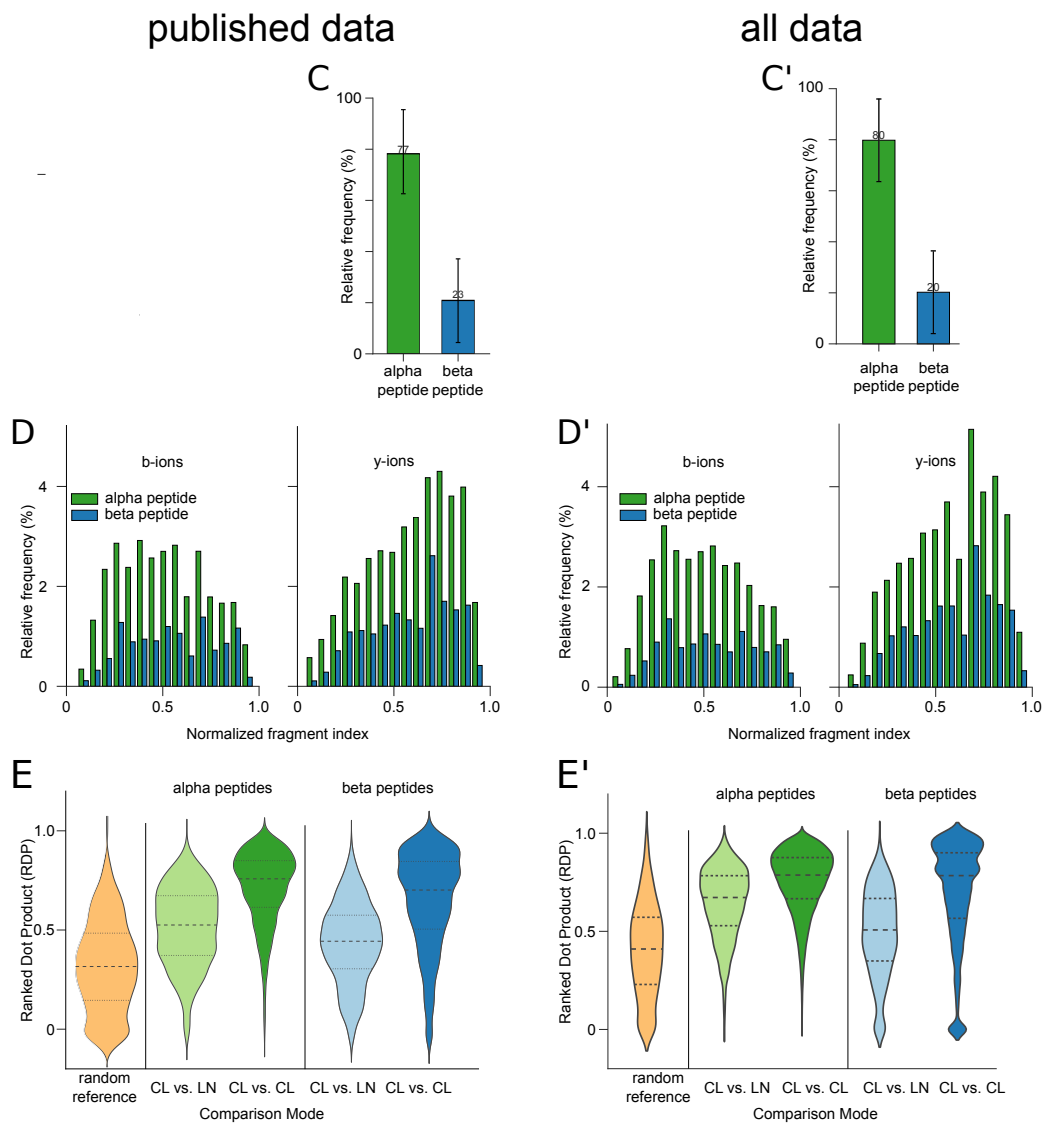 published data
all data
C
Relative frequency (%)
100
0
77
23
alpha peptide
beta peptide
C'
Relative frequency (%)
100
0
80
20
alpha peptide
beta peptide
D
Relative frequency (%)
4
2
0
b-ions
alpha peptide
beta peptide
y-ions
0
0.5
1.0
0
0.5
1.0
Normalized fragment index
D'
Relative frequency (%)
4
2
0
b-ions
alpha peptide
beta peptide
y-ions
0
0.5
1.0
0
0.5
1.0
Normalized fragment index
E
Ranked Dot Product (RDP)
1.0
0.5
0
alpha peptides
beta peptides
random reference
CL vs. LN
CL vs. CL
CL vs. LN
CL vs. CL
Comparison Mode
E'
Ranked Dot Product (RDP)
1.0
0.5
0
alpha peptides
beta peptides
random reference
CL vs. LN
CL vs. CL
CL vs. LN
CL vs. CL
Comparison Mode